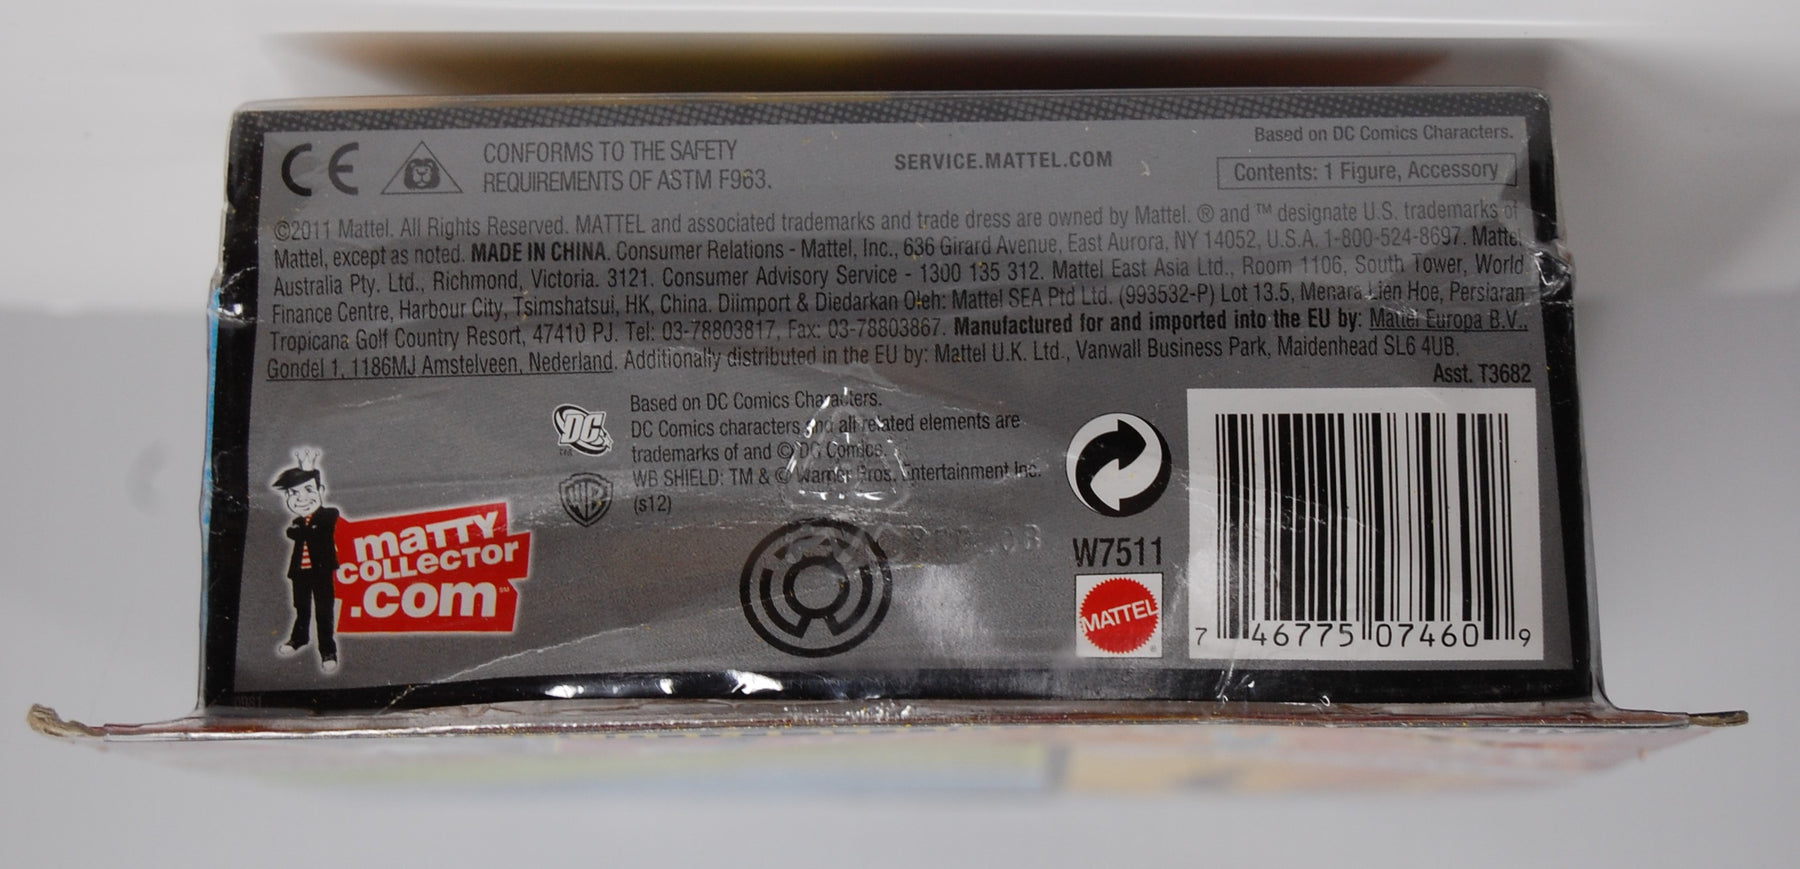 CE
CONFORMS TO THE SAFETY
REQUIREMENTS OF ASTM F963.
SERVICE.MATTEL.COM
Based on DC Comics Characters.
Contents: 1 Figure, Accessory
©2011 Mattel. All Rights Reserved. MATTEL and associated trademarks and trade dress are owned by Mattel. ® and ™ designate U.S. trademarks of
Mattel, except as noted. MADE IN CHINA. Consumer Relations - Mattel, Inc., 636 Girard Avenue, East Aurora, NY 14052, U.S.A. 1-800-524-8697. Mattel
Australia Pty. Ltd., Richmond, Victoria. 3121. Consumer Advisory Service - 1300 135 312. Mattel East Asia Ltd., Room 1106, South Tower, World
Finance Centre, Harbour City, Tsimshatsui, HK, China. Diimport & Diedarkan Oleh: Mattel SEA Ptd Ltd. (993532-P) Lot 13.5, Menara Lien Hoe, Persiaran
Tropicana Golf Country Resort, 47410 PJ. Tel: 03-78803817, Fax: 03-78803867. Manufactured for and imported into the EU by: Mattel Europa B.V.,
Gondel 1, 1186MJ Amstelveen, Nederland. Additionally distributed in the EU by: Mattel U.K. Ltd., Vanwall Business Park, Maidenhead SL6 4UB.
Asst. T3682
DC
Based on DC Comics Characters.
DC Comics characters and all related elements are
trademarks of and © DC Comics.
WB SHIELD: TM & © Warner Bros. Entertainment Inc.
(s12)
WB
matty
collector
.com
SM
W7511
MATTEL
7 46775 07460 9